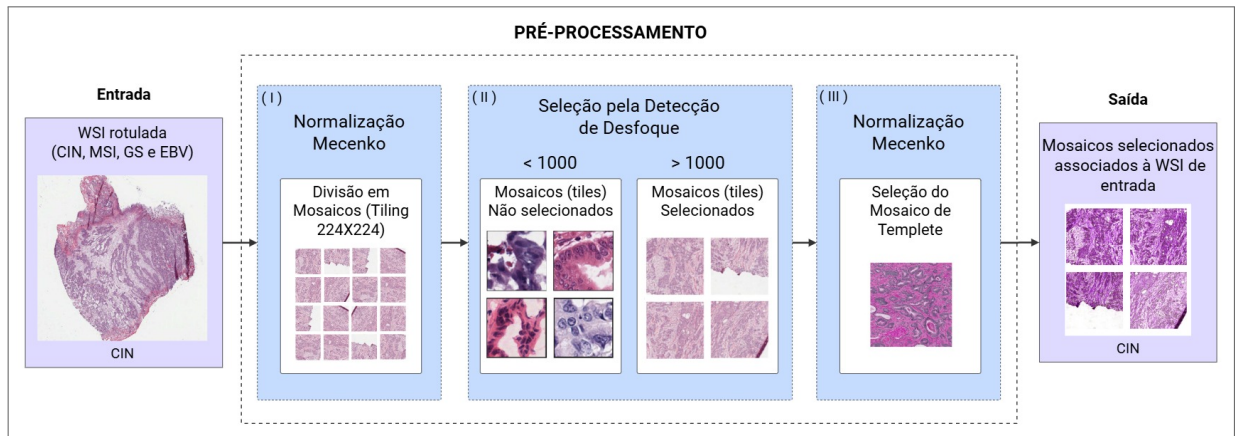 PRÉ-PROCESSAMENTO
Entrada
WSI rotulada
(CIN, MSI, GS e EBV)
CIN
( I )
Normalização
Mecenko
Divisão em
Mosaicos (Tiling
224X224)
(II)
Seleção pela Detecção
de Desfoque
< 1000
Mosaicos (tiles)
Não selecionados
> 1000
Mosaicos (tiles)
Selecionados
(III)
Normalização
Mecenko
Seleção do
Mosaico de
Templete
Saída
Mosaicos selecionados
associados à WSI de
entrada
CIN